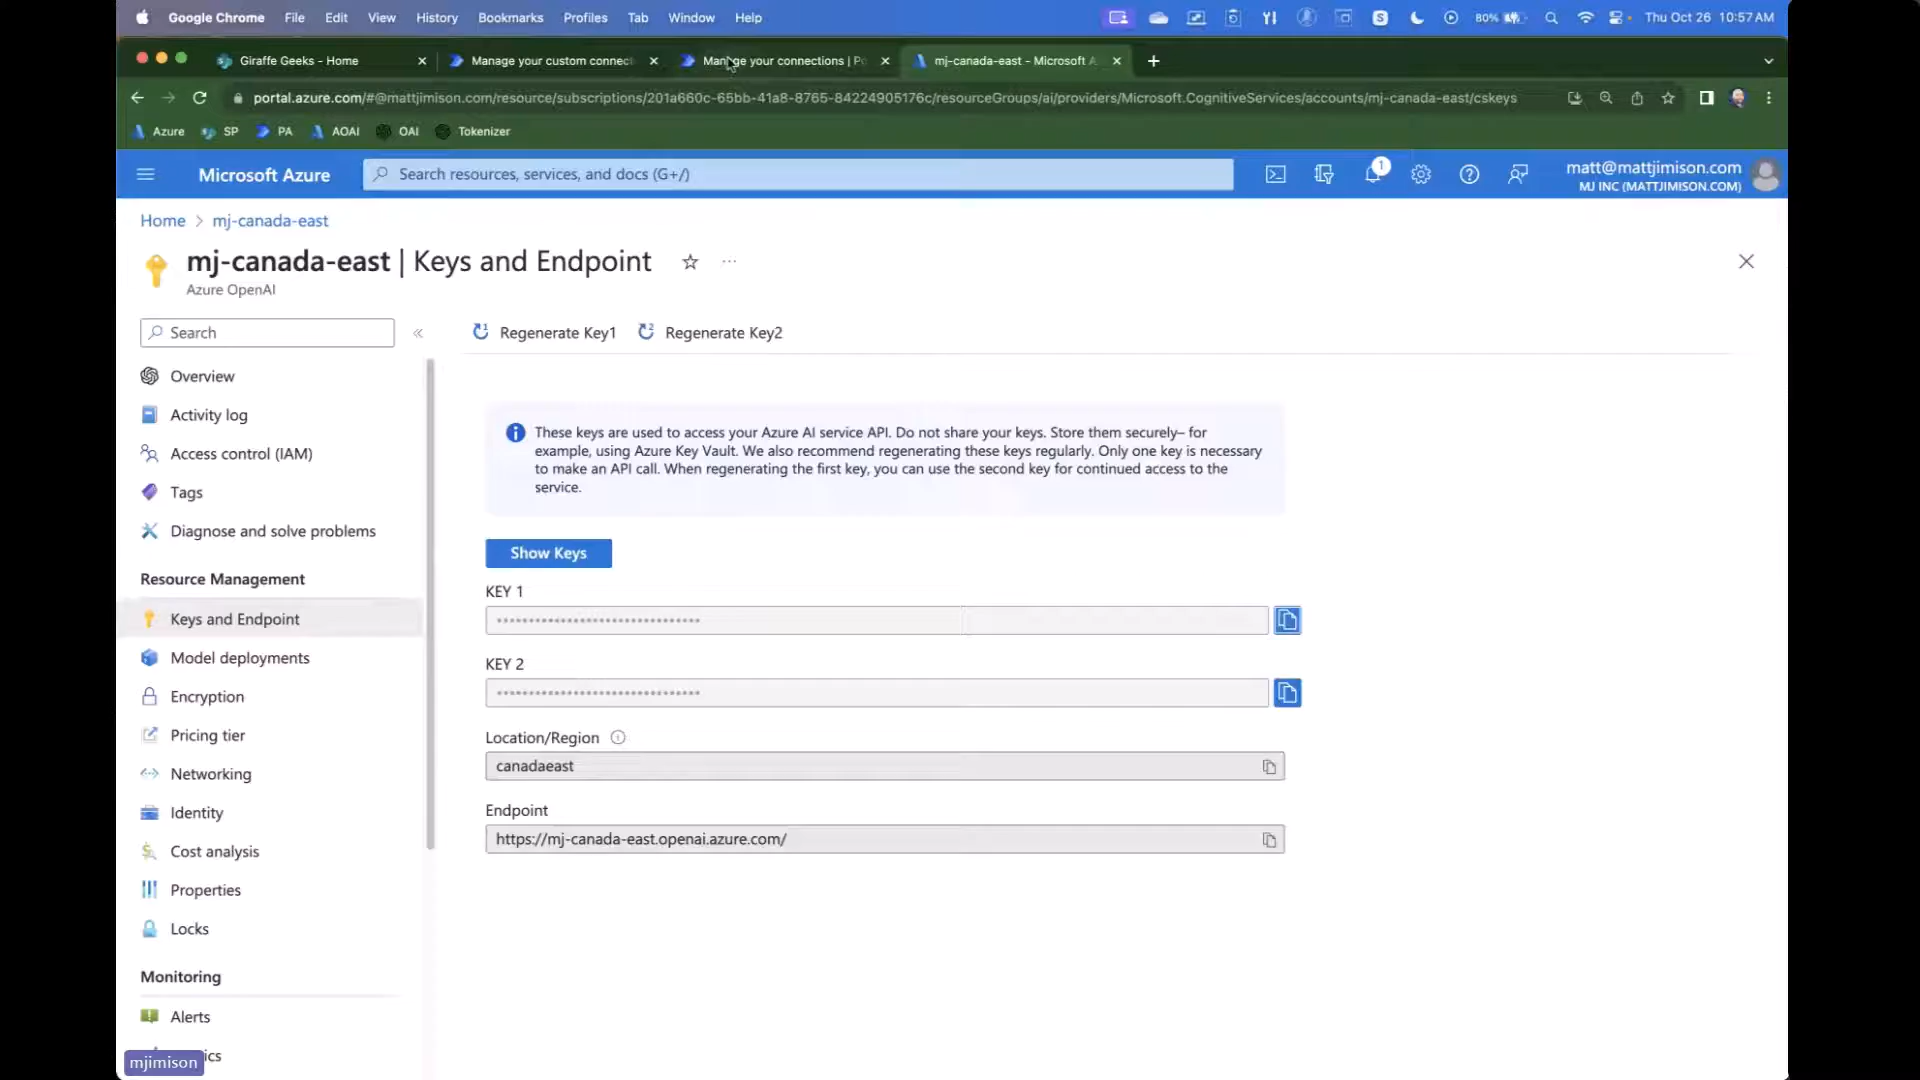 Google Chrome File Edit View History Bookmarks Profiles Tab Window Help
80% Thu Oct 26 10:57 AM
Giraffe Geeks - Home
Manage your custom connect
Manage your connections | Po
mj-canada-east - Microsoft A
portal.azure.com/#@mattjimison.com/resource/subscriptions/201a660c-65bb-41a8-8765-84224905176c/resourceGroups/ai/providers/Microsoft.CognitiveServices/accounts/mj-canada-east/cskeys
Azure SP PA AOAI OAI Tokenizer
Microsoft Azure
Search resources, services, and docs (G+/)
1
matt@mattjimison.com
MJ INC (MATTJIMISON.COM)
Home > mj-canada-east
mj-canada-east | Keys and Endpoint
Azure OpenAI
Search
Regenerate Key1
Regenerate Key2
Overview
Activity log
Access control (IAM)
Tags
Diagnose and solve problems
Resource Management
Keys and Endpoint
Model deployments
Encryption
Pricing tier
Networking
Identity
Cost analysis
Properties
Locks
Monitoring
Alerts
ics
mjimison
These keys are used to access your Azure AI service API. Do not share your keys. Store them securely– for
example, using Azure Key Vault. We also recommend regenerating these keys regularly. Only one key is necessary
to make an API call. When regenerating the first key, you can use the second key for continued access to the
service.
Show Keys
KEY 1
KEY 2
Location/Region
canadaeast
Endpoint
https://mj-canada-east.openai.azure.com/